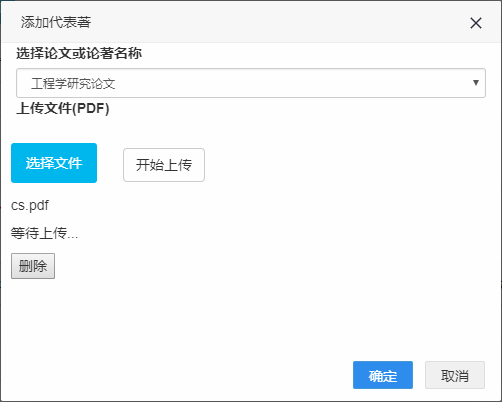 添加代表著
选择论文或论著名称
工程学研究论文
上传文件(PDF)
选择文件
开始上传
cs.pdf
等待上传...
删除
确定
取消